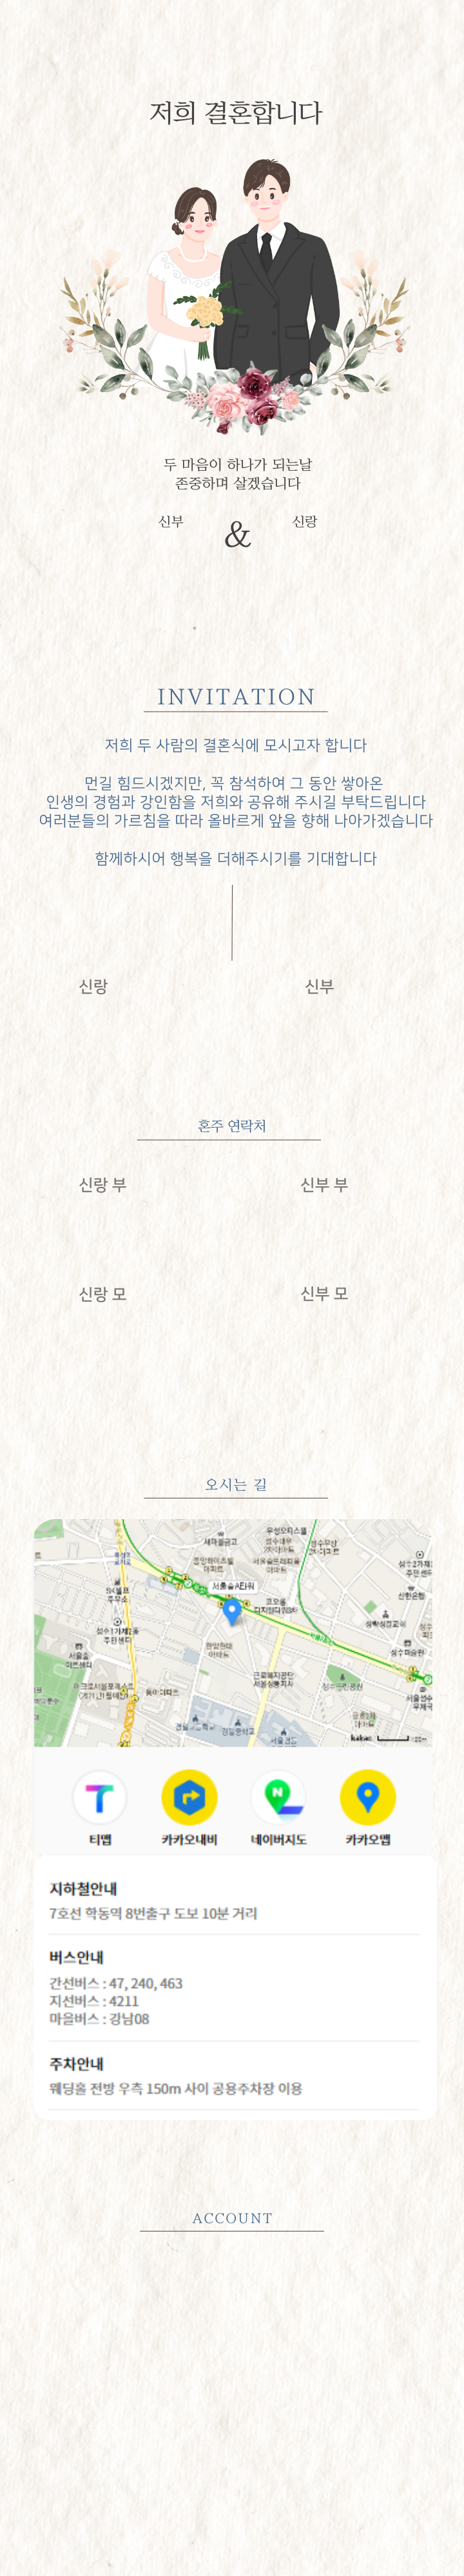 저희 결혼합니다
두 마음이 하나가 되는날
존중하며 살겠습니다
신부
&
신랑
INVITATION
저희 두 사람의 결혼식에 모시고자 합니다
먼길 힘드시겠지만, 꼭 참석하여 그 동안 쌓아온
인생의 경험과 강인함을 저희와 공유해 주시길 부탁드립니다
여러분들의 가르침을 따라 올바르게 앞을 향해 나아가겠습니다
함께하시어 행복을 더해주시기를 기대합니다
신랑
신부
혼주 연락처
신랑 부
신부 부
신랑 모
신부 모
오시는 길
새마을금고
서울숲A타워
kakao
티맵
카카오내비
네이버지도
카카오맵
지하철안내
7호선 학동역 8번출구 도보 10분 거리
버스안내
간선버스 : 47, 240, 463
지선버스 : 4211
마을버스 : 강남08
주차안내
웨딩홀 전방 우측 150m 사이 공용주차장 이용
ACCOUNT